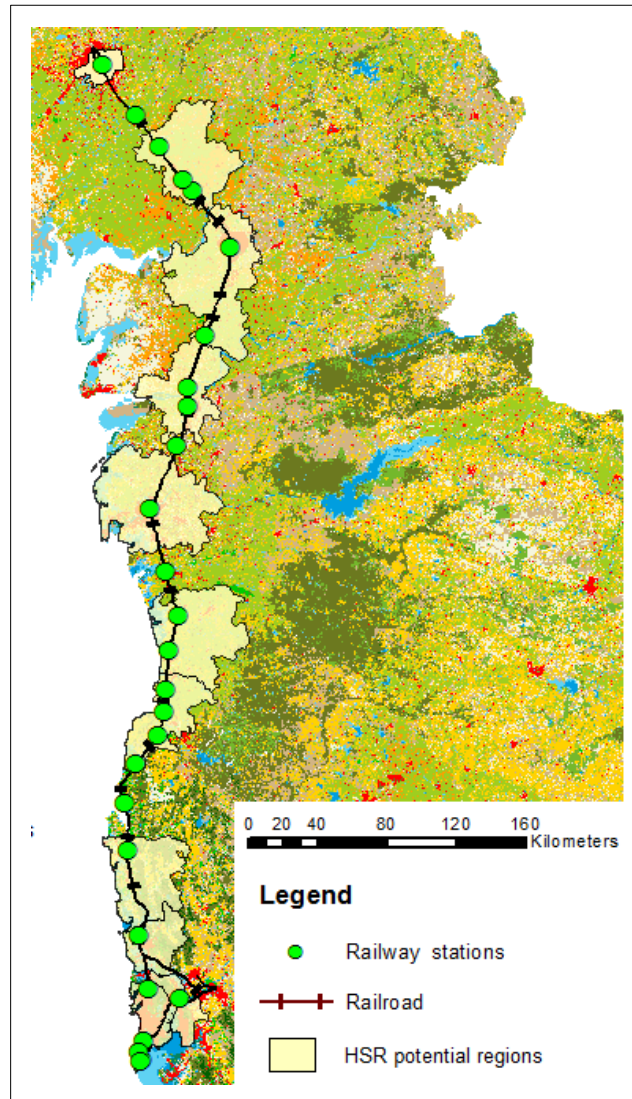 0 20 40 80 120 160
Kilometers
Legend
Railway stations
Railroad
HSR potential regions
s